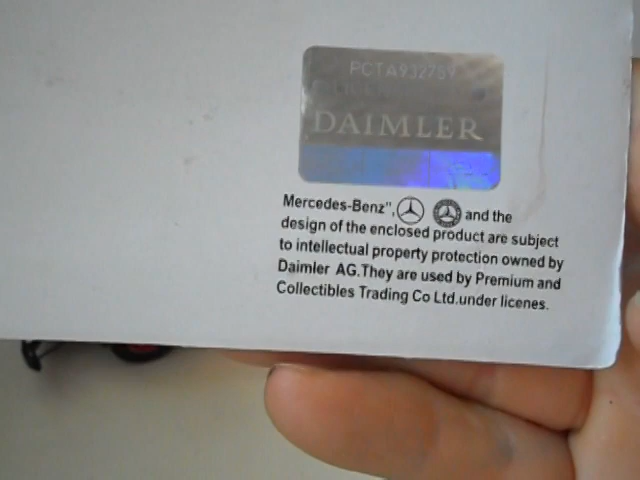 PCTA932789
DAIMLER
Mercedes-Benz", and the
design of the enclosed product are subject
to intellectual property protection owned by
Daimler AG.They are used by Premium and
Collectibles Trading Co Ltd.under licenes.